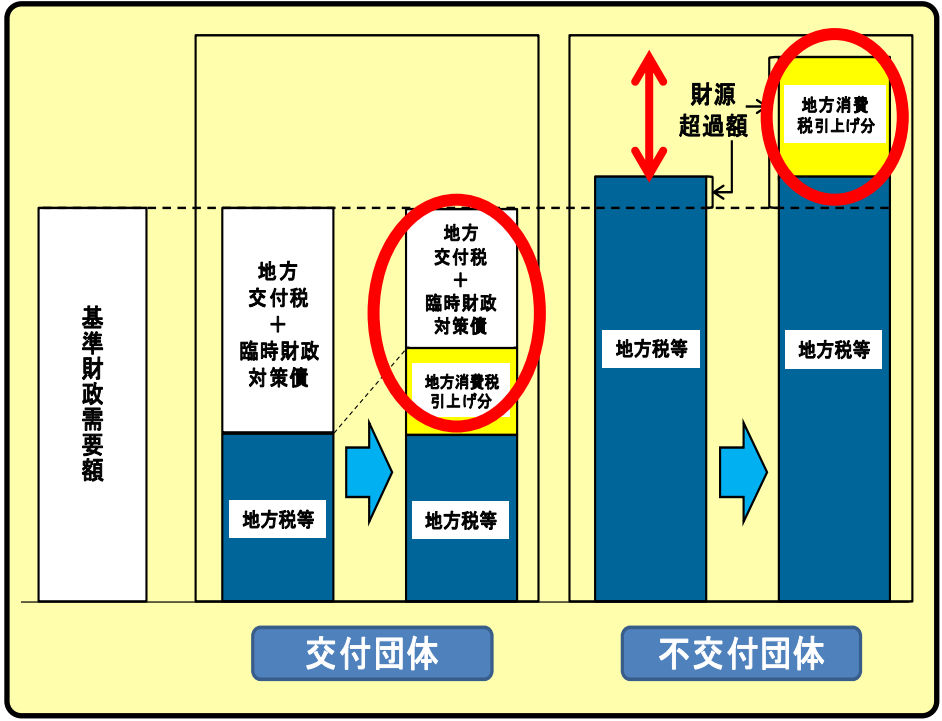 基準財政需要額
地方
交付税
＋
臨時財政
対策債
地方税等
地方
交付税
＋
臨時財政
対策債
地方消費税
引上げ分
地方税等
交付団体
財源
超過額
地方税等
地方消費
税引上げ分
地方税等
不交付団体